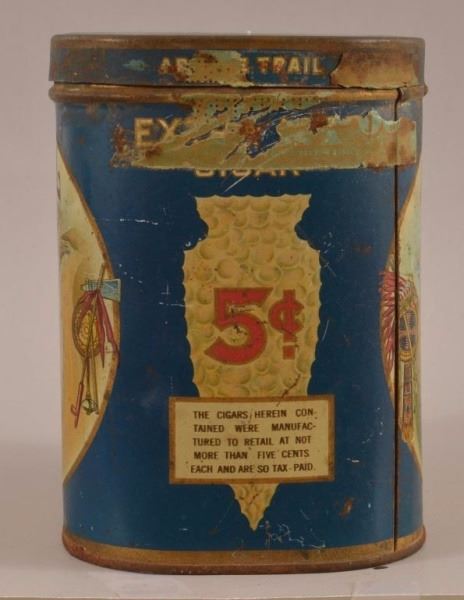 TRAIL
CIGAR
5¢
THE CIGARS HEREIN CON-
TAINED WERE MANUFAC-
TURED TO RETAIL AT NOT
MORE THAN FIVE CENTS
EACH AND ARE SO TAX-PAID.